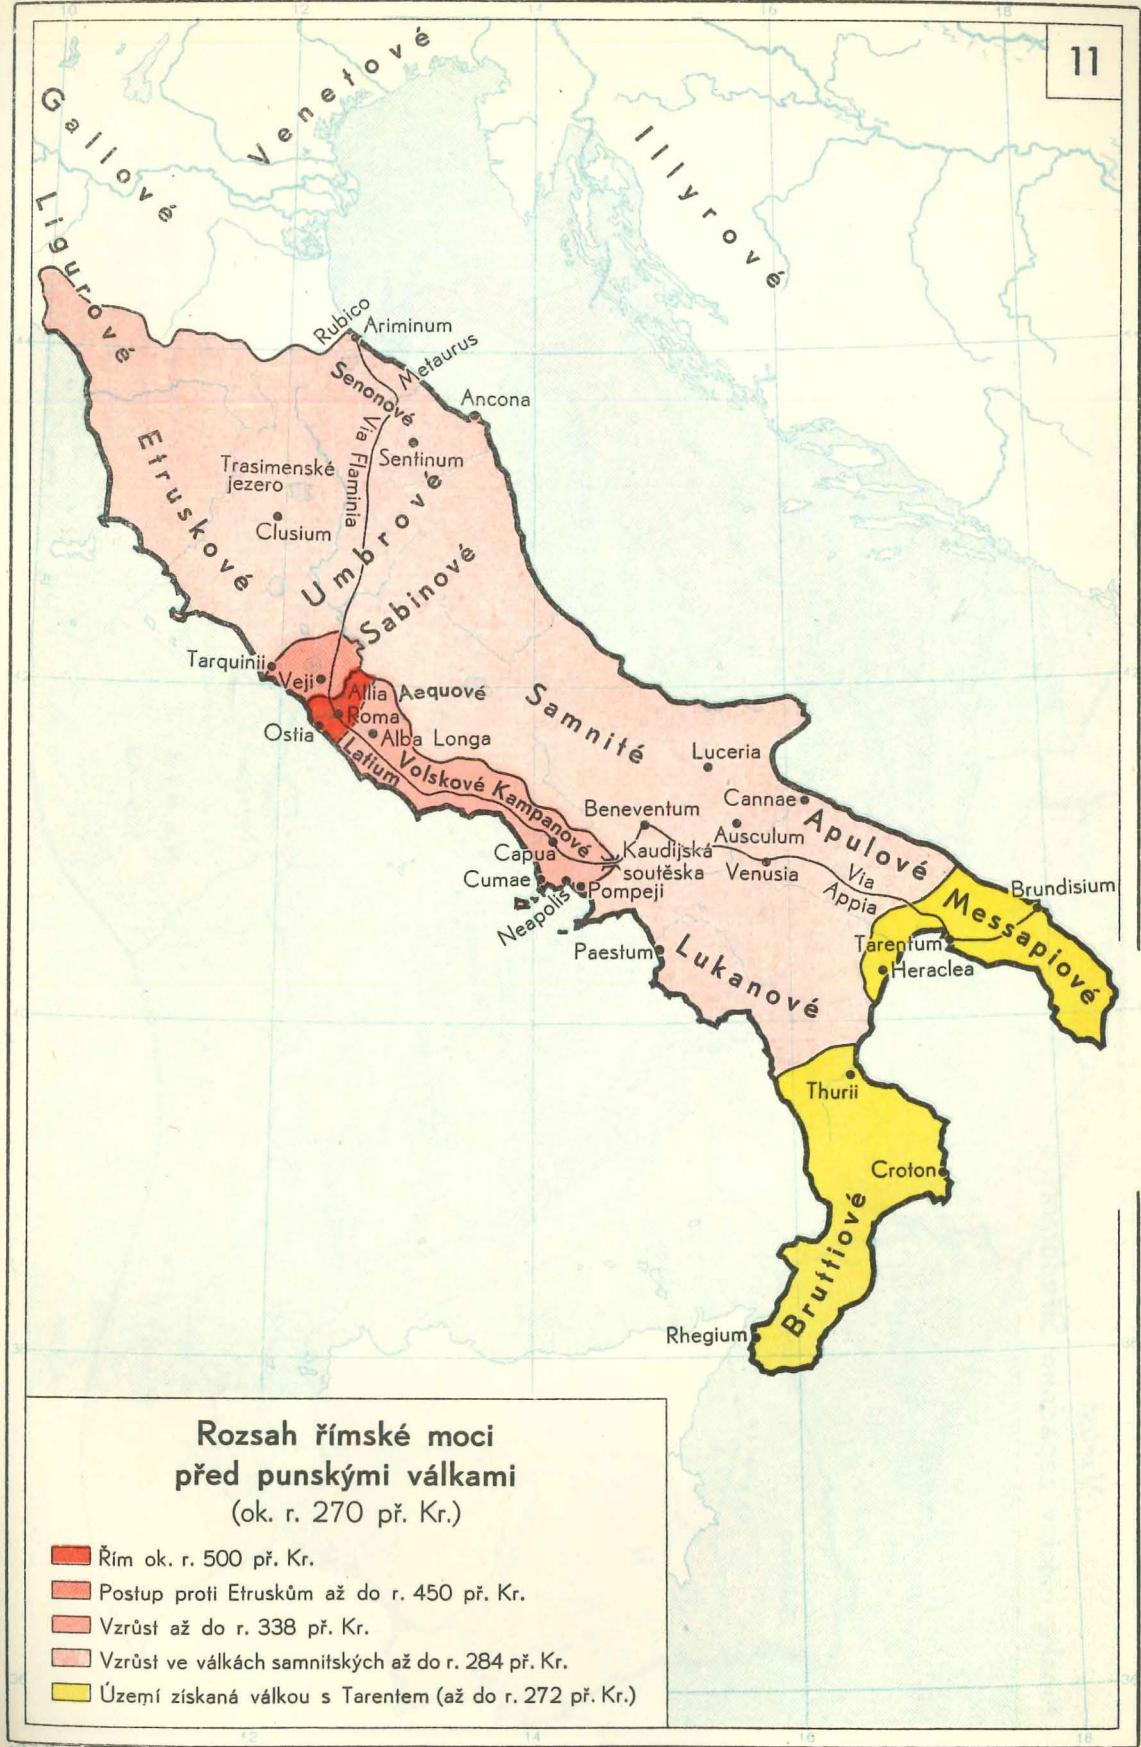 11
Gallové
Venetové
Illyrové
Ligurové
Rubico
Ariminum
Metaurus
Senonové
Ancona
Via Flaminia
Sentinum
Etruskové
Trasimenské
jezero
Clusium
Umbrové
Sabinové
Tarquinii
Veji
Allia
Aequové
Roma
Ostia
Alba Longa
Latium
Volskové
Kampanové
Samnité
Luceria
Cannae
Beneventum
Ausculum
Apulové
Capua
Kaudijská
soutěska
Venusia
Via
Appia
Cumae
Neapolis
Pompeji
Brundisium
Messapiové
Tarentum
Heraclea
Paestum
Lukanové
Thurii
Croton
Bruttiové
Rhegium
Rozsah římské moci
před punskými válkami
(ok. r. 270 př. Kr.)
Řím ok. r. 500 př. Kr.
Postup proti Etruskům až do r. 450 př. Kr.
Vzrůst až do r. 338 př. Kr.
Vzrůst ve válkách samnitských až do r. 284 př. Kr.
Území získaná válkou s Tarentem (až do r. 272 př. Kr.)